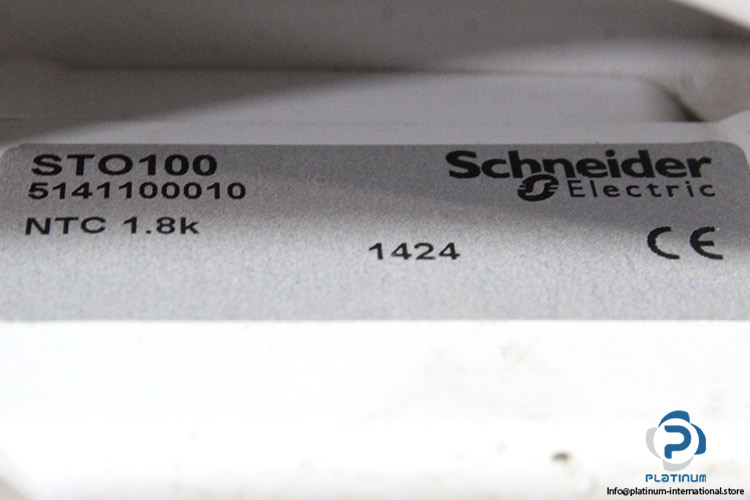 STO100
5141100010
NTC 1.8k
1424
Schneider
Electric
CE
PLATINUM
Info@platinum-international.store